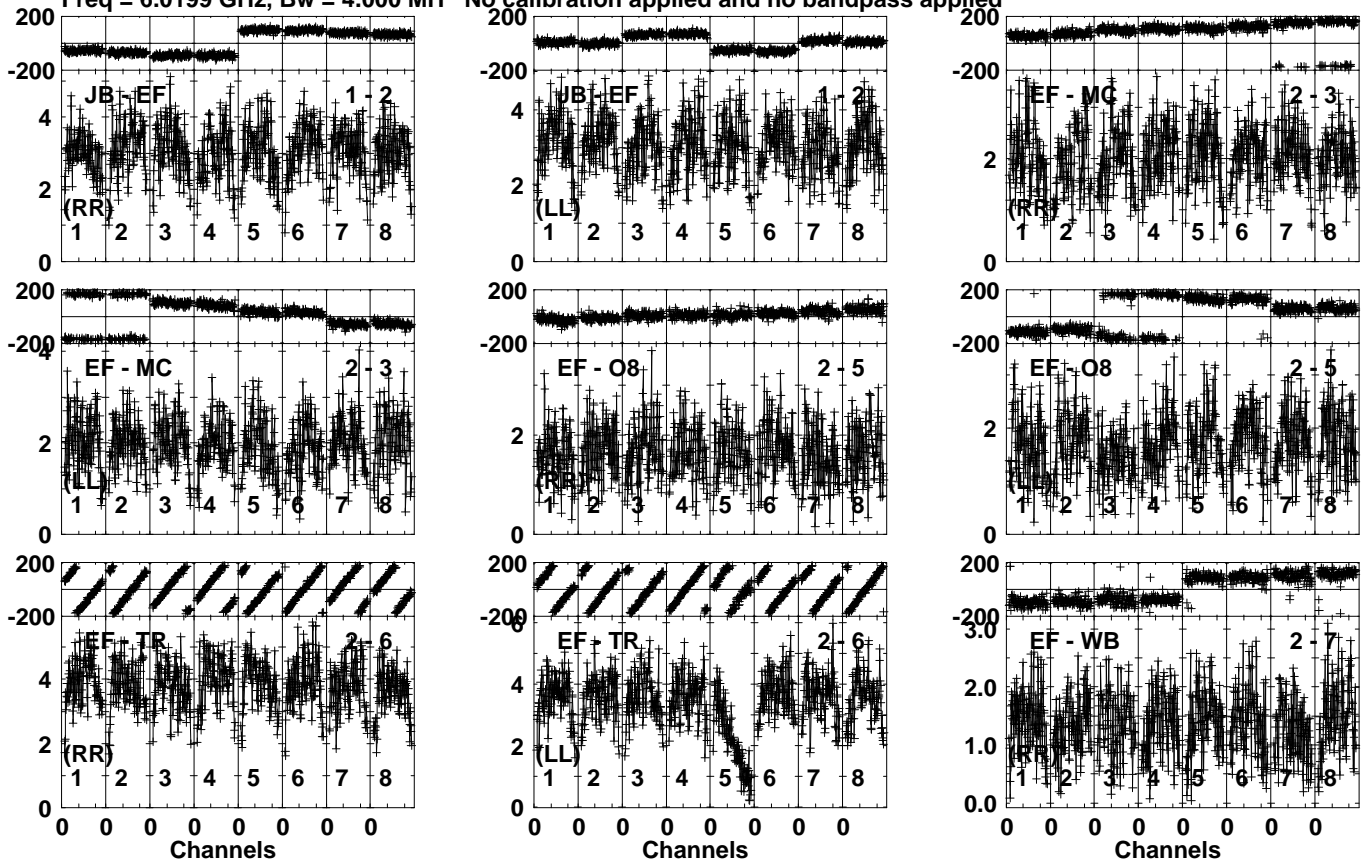 Freq = 6.0199 GHz, Bw = 4.000 MH No calibration applied and no bandpass applied
200
-200
JB - EF 1 - 2
4
2
(RR)
1 2 3 4 5 6 7 8
0
200
-200
JB - EF 1 - 2
4
2
(LL)
1 2 3 4 5 6 7 8
0
200
-200
EF - MC 2 - 3
2
(RR)
1 2 3 4 5 6 7 8
0
200
-200
4
EF - MC 2 - 3
2
(LL)
1 2 3 4 5 6 7 8
0
200
-200
EF - O8 2 - 5
2
(RR)
1 2 3 4 5 6 7 8
0
200
-200
EF - O8 2 - 5
2
(LL)
1 2 3 4 5 6 7 8
0
200
-200
EF - TR 2 - 6
4
2
(RR)
1 2 3 4 5 6 7 8
0
0 0 0 0 0 0 0 0
Channels
200
-200
6
EF - TR 2 - 6
4
2
(LL)
1 2 3 4 5 6 7 8
0
0 0 0 0 0 0 0 0
Channels
200
-200
3.0
EF - WB 2 - 7
2.0
1.0
(RR)
1 2 3 4 5 6 7 8
0.0
0 0 0 0 0 0 0 0
Channels